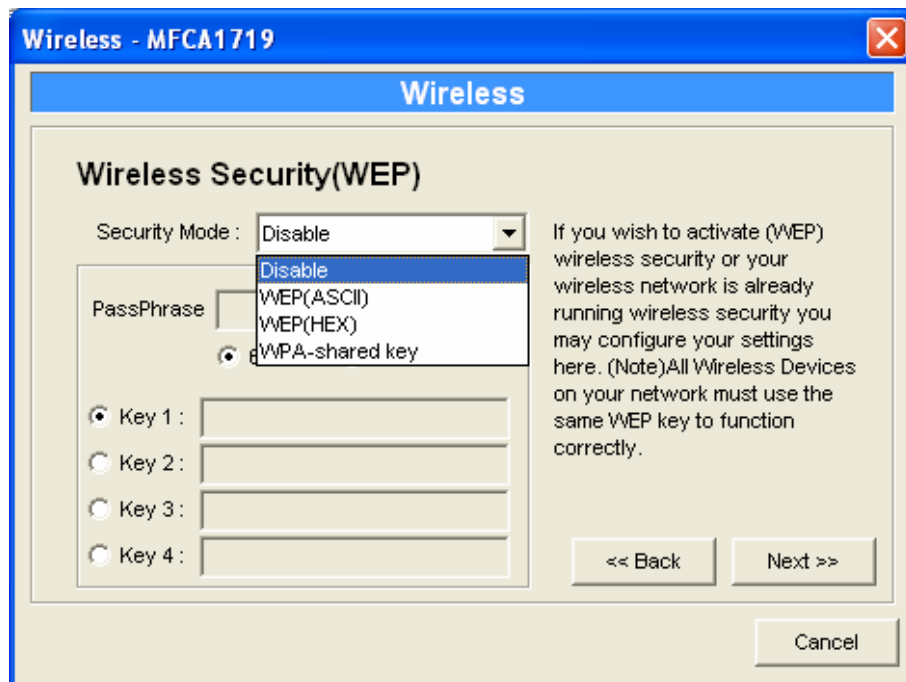 Wireless - MFCA1719
Wireless
Wireless Security(WEP)
Security Mode : Disable
Disable
WEP(ASCII)
WEP(HEX)
WPA-shared key
PassPhrase
Key 1 :
Key 2 :
Key 3 :
Key 4 :
If you wish to activate (WEP)
wireless security or your
wireless network is already
running wireless security you
may configure your settings
here. (Note)All Wireless Devices
on your network must use the
same WEP key to function
correctly.
<< Back
Next >>
Cancel